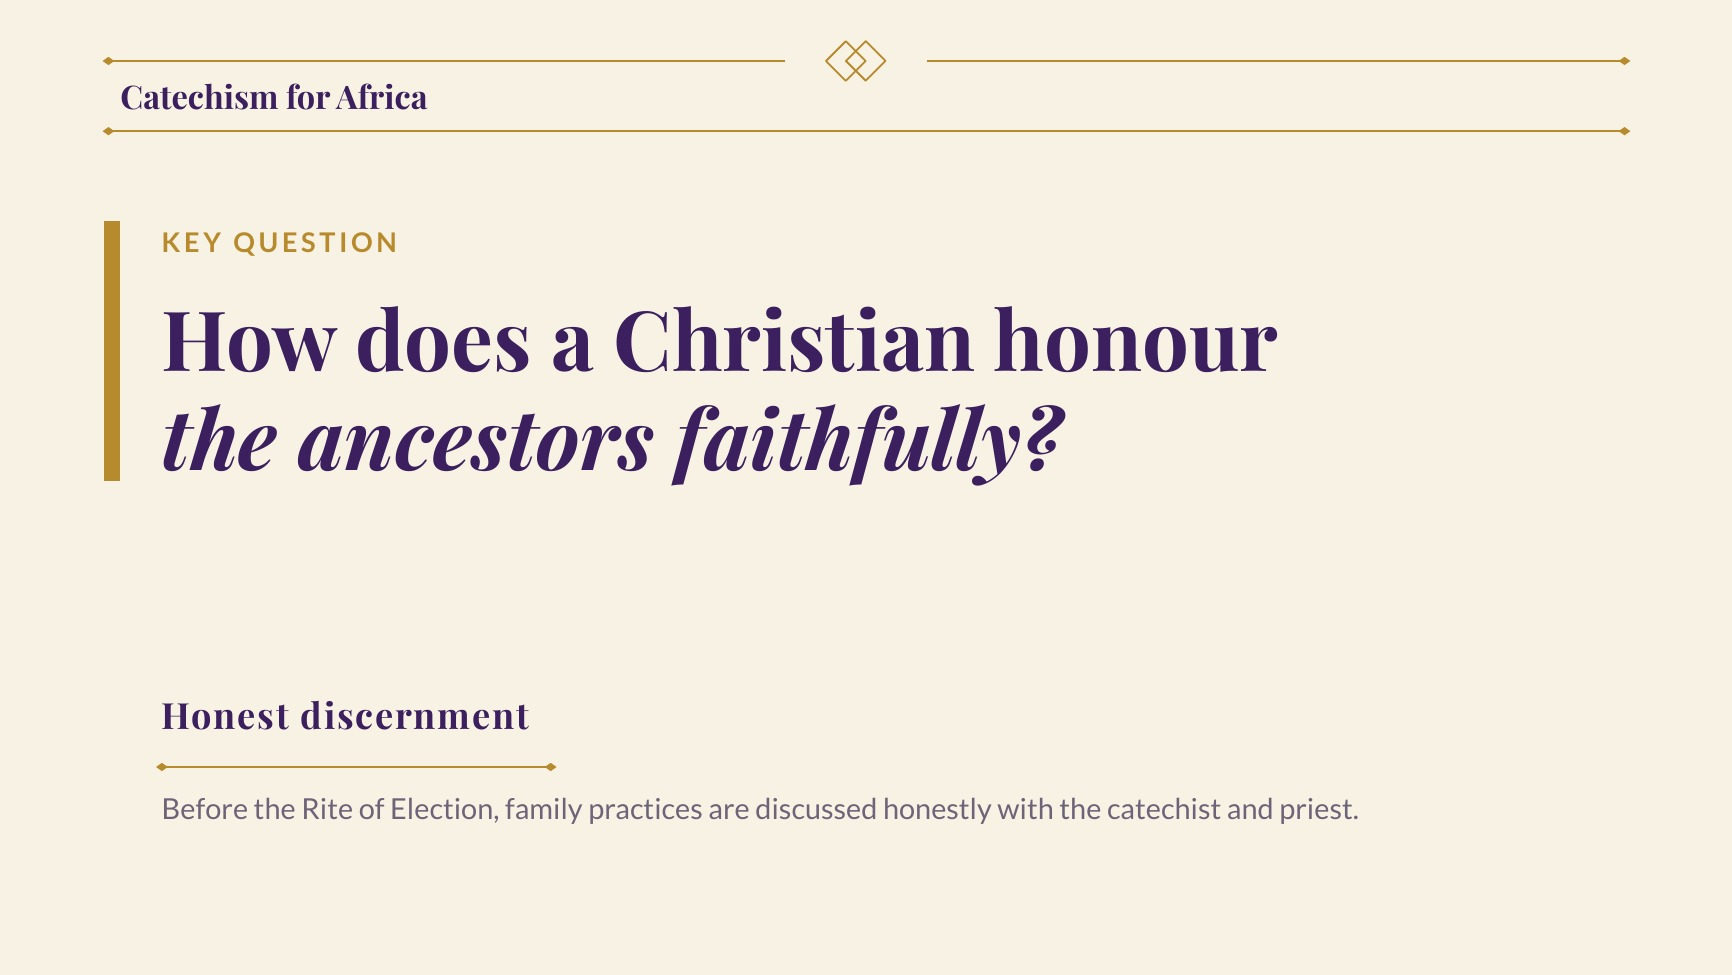 Catechism for Africa
KEY QUESTION
How does a Christian honour
the ancestors faithfully?
Honest discernment
Before the Rite of Election, family practices are discussed honestly with the catechist and priest.